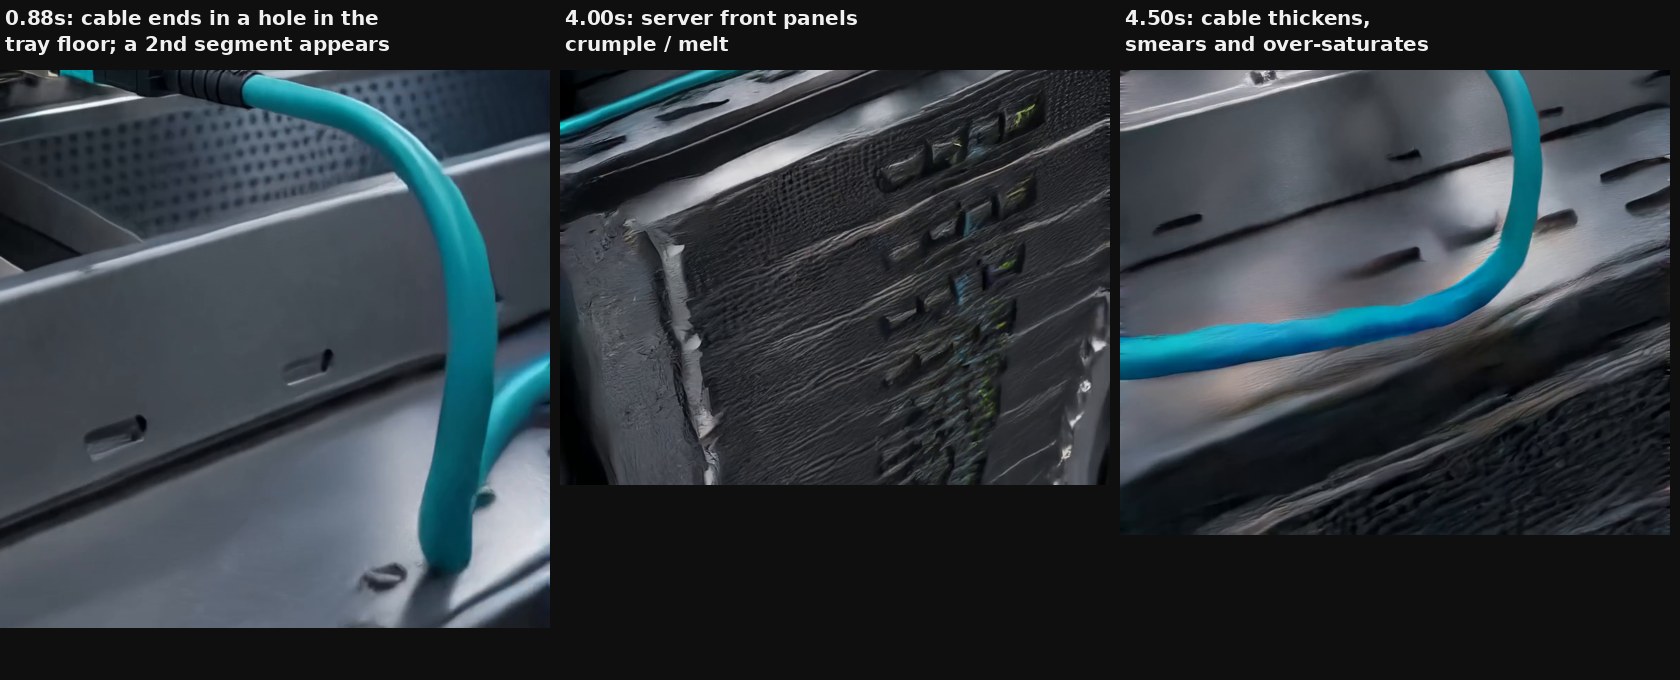 0.88s: cable ends in a hole in the
tray floor; a 2nd segment appears
4.00s: server front panels
crumple / melt
4.50s: cable thickens,
smears and over-saturates